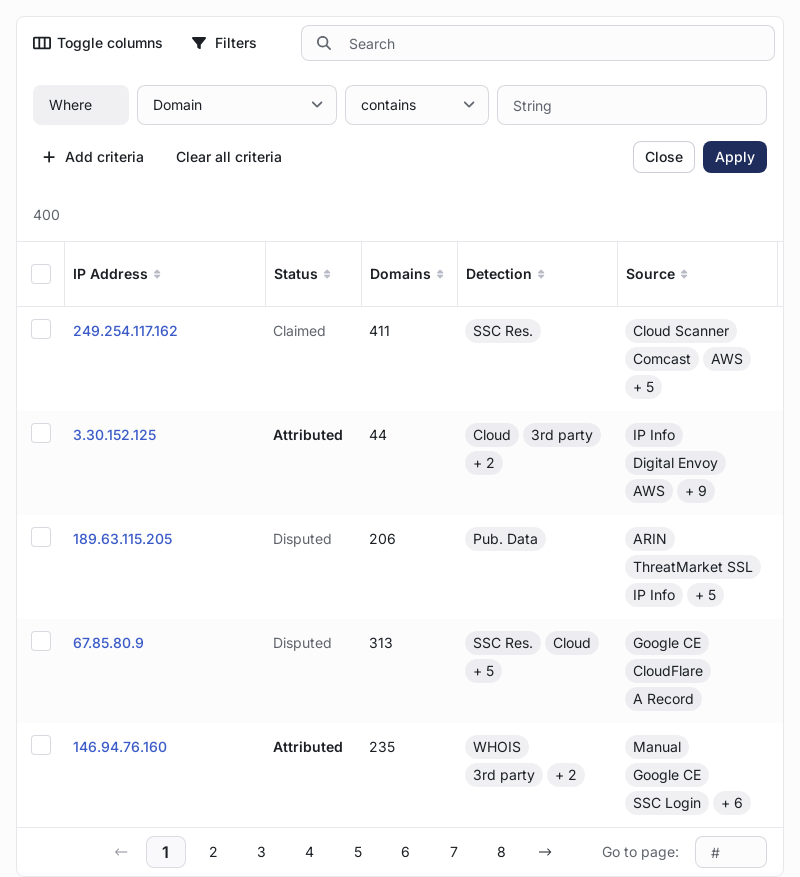 Toggle columns Filters Search
Where Domain contains String
+ Add criteria Clear all criteria Close Apply
400
IP Address Status Domains Detection Source
249.254.117.162 Claimed 411 SSC Res. Cloud Scanner
Comcast AWS
+ 5
3.30.152.125 Attributed 44 Cloud 3rd party IP Info
+ 2 Digital Envoy
AWS + 9
189.63.115.205 Disputed 206 Pub. Data ARIN
ThreatMarket SSL
IP Info + 5
67.85.80.9 Disputed 313 SSC Res. Cloud Google CE
+ 5 CloudFlare
A Record
146.94.76.160 Attributed 235 WHOIS Manual
3rd party + 2 Google CE
SSC Login + 6
← 1 2 3 4 5 6 7 8 → Go to page: #